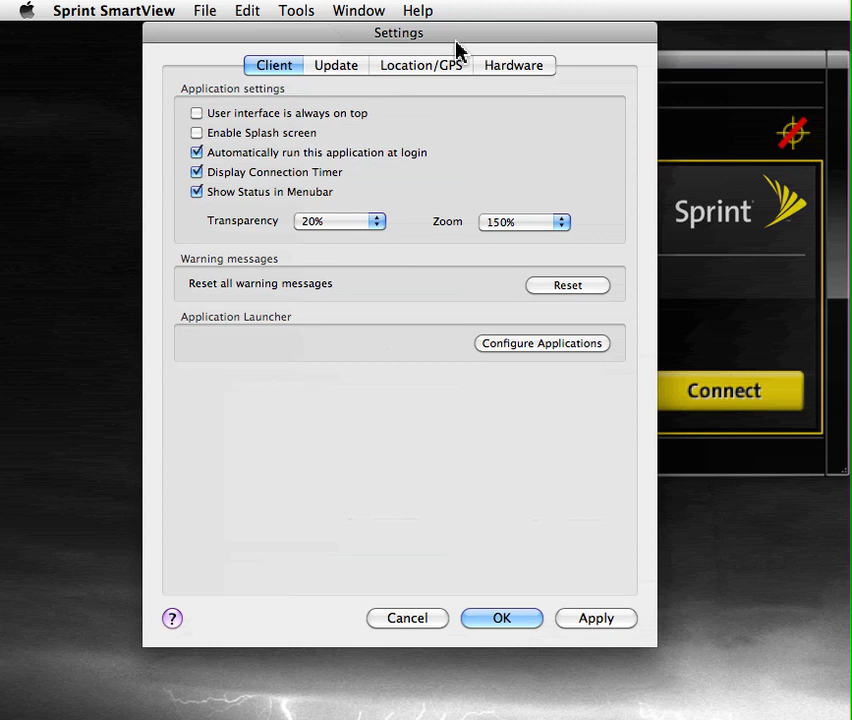 Sprint SmartView File Edit Tools Window Help
Settings
Client Update Location/GPS Hardware
Application settings
User interface is always on top
Enable Splash screen
Automatically run this application at login
Display Connection Timer
Show Status in Menubar
Transparency 20% Zoom 150%
Warning messages
Reset all warning messages Reset
Application Launcher
Configure Applications
? Cancel OK Apply
Sprint
Connect